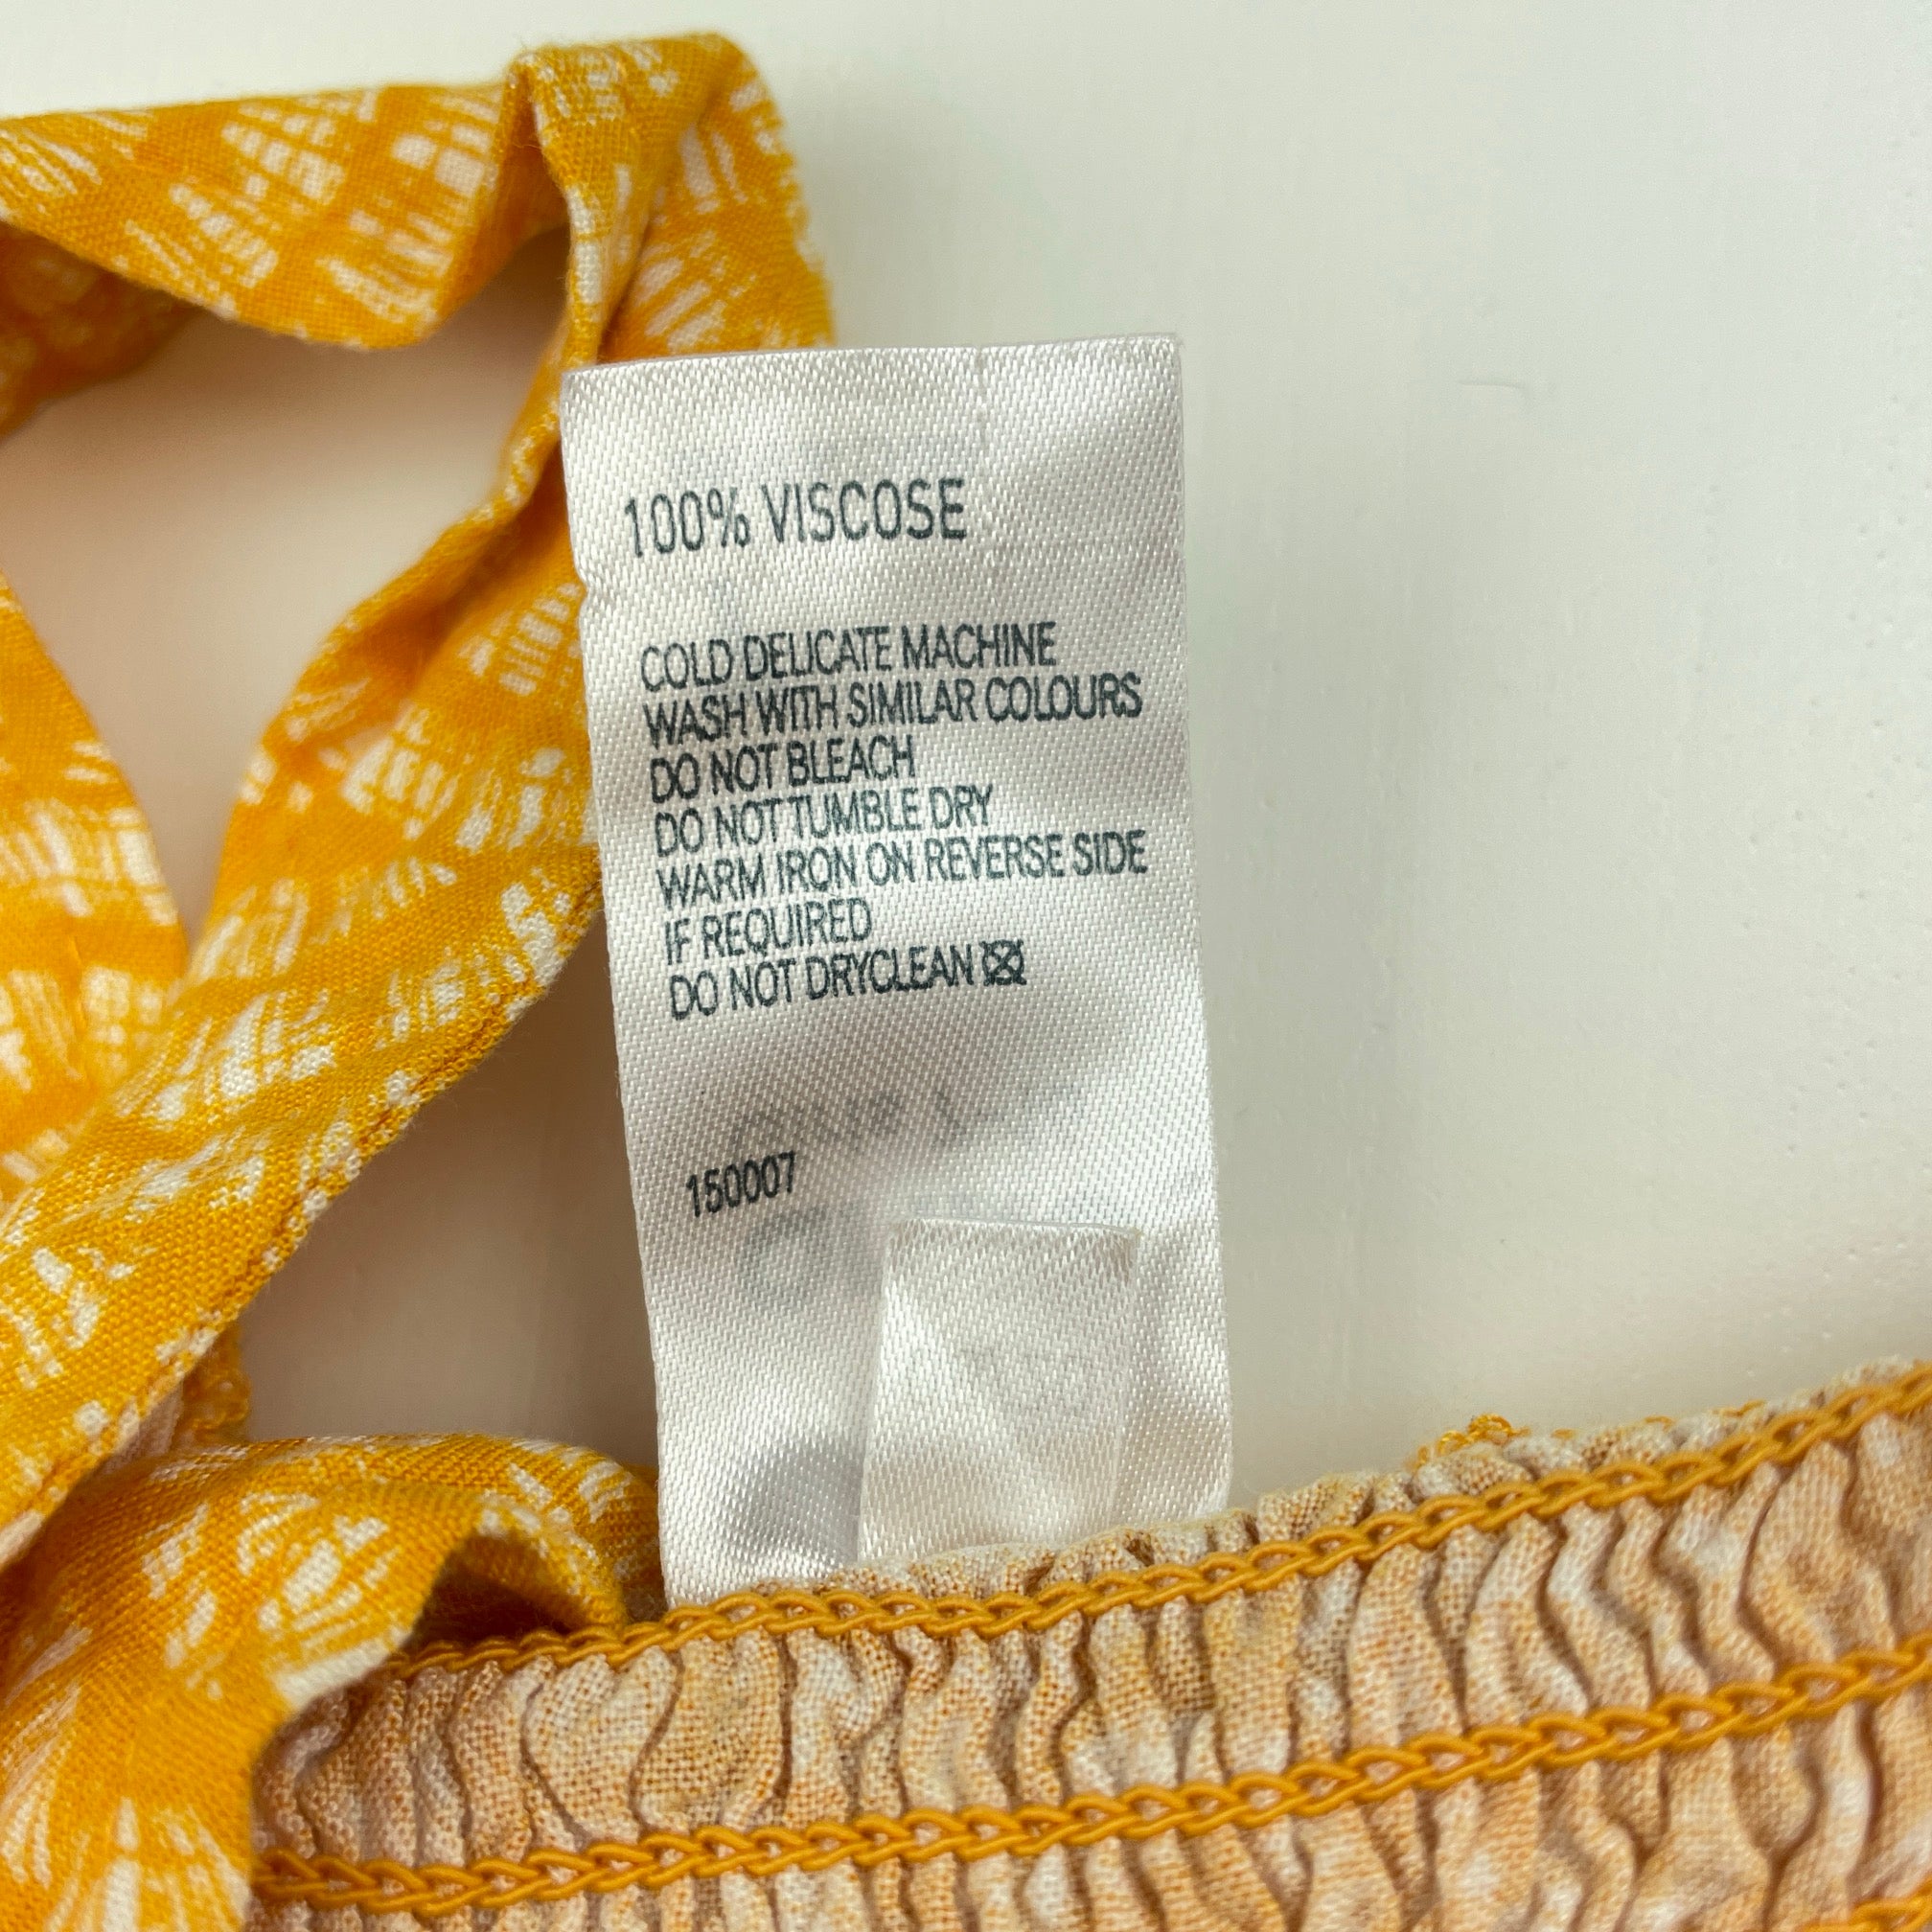 100% VISCOSE
COLD DELICATE MACHINE
WASH WITH SIMILAR COLOURS
DO NOT BLEACH
DO NOT TUMBLE DRY
WARM IRON ON REVERSE SIDE
IF REQUIRED
DO NOT DRYCLEAN
150007